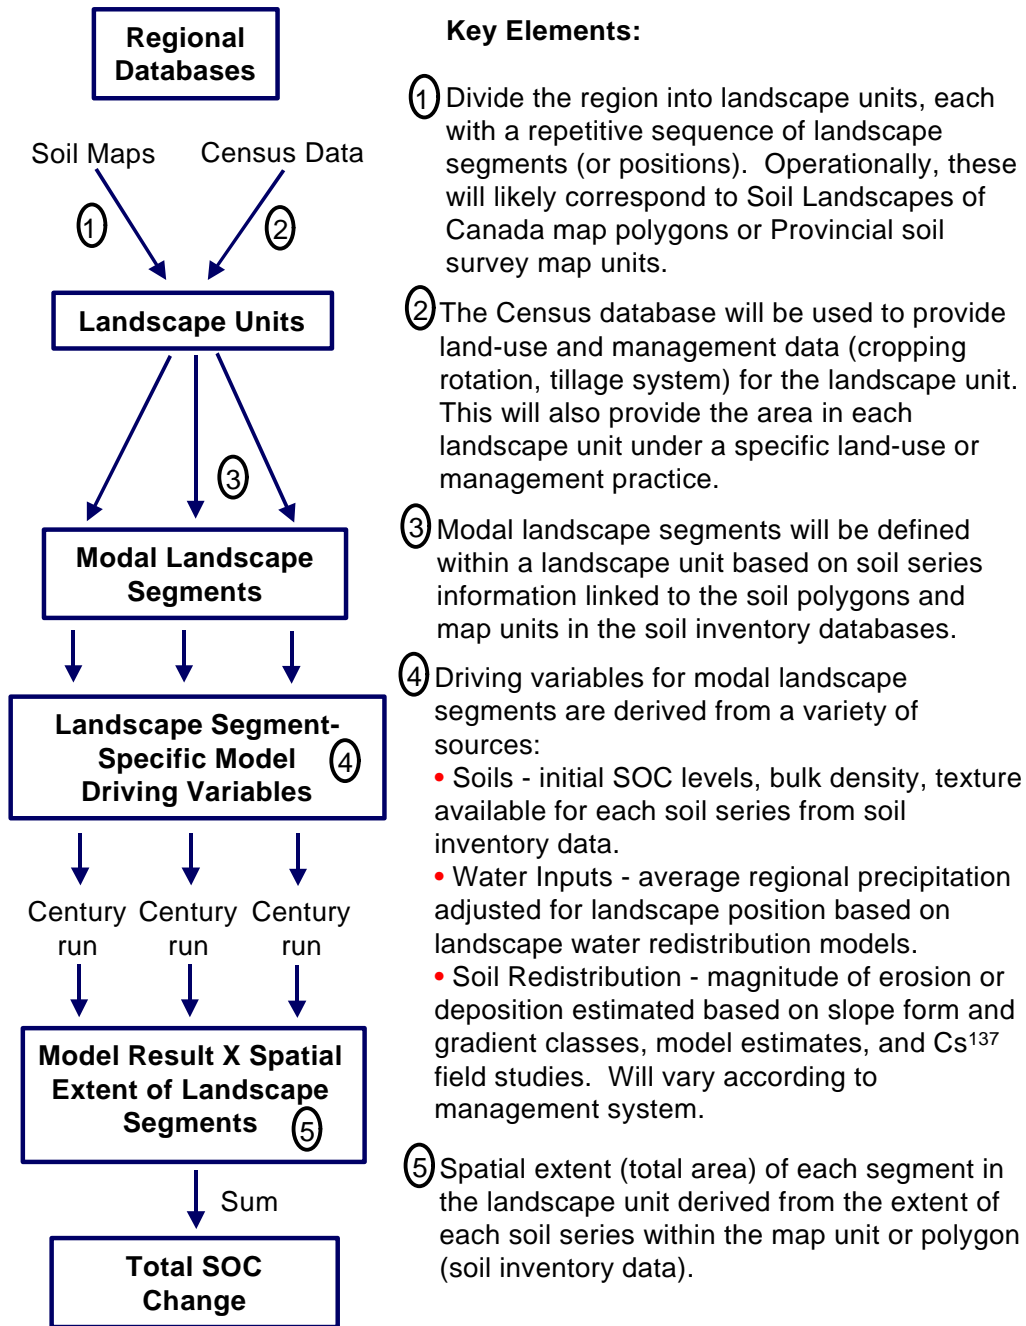 Regional
Databases
Soil Maps
Census Data
1
2
Landscape Units
3
Modal Landscape
Segments
Landscape Segment-
Specific Model
Driving Variables
4
Century Century Century
run run run
Model Result X Spatial
Extent of Landscape
Segments
5
Sum
Total SOC
Change
Key Elements:
1 Divide the region into landscape units, each
with a repetitive sequence of landscape
segments (or positions). Operationally, these
will likely correspond to Soil Landscapes of
Canada map polygons or Provincial soil
survey map units.
2 The Census database will be used to provide
land-use and management data (cropping
rotation, tillage system) for the landscape unit.
This will also provide the area in each
landscape unit under a specific land-use or
management practice.
3 Modal landscape segments will be defined
within a landscape unit based on soil series
information linked to the soil polygons and
map units in the soil inventory databases.
4 Driving variables for modal landscape
segments are derived from a variety of
sources:
• Soils - initial SOC levels, bulk density, texture
available for each soil series from soil
inventory data.
• Water Inputs - average regional precipitation
adjusted for landscape position based on
landscape water redistribution models.
• Soil Redistribution - magnitude of erosion or
deposition estimated based on slope form and
gradient classes, model estimates, and Cs¹³⁷
field studies. Will vary according to
management system.
5 Spatial extent (total area) of each segment in
the landscape unit derived from the extent of
each soil series within the map unit or polygon
(soil inventory data).